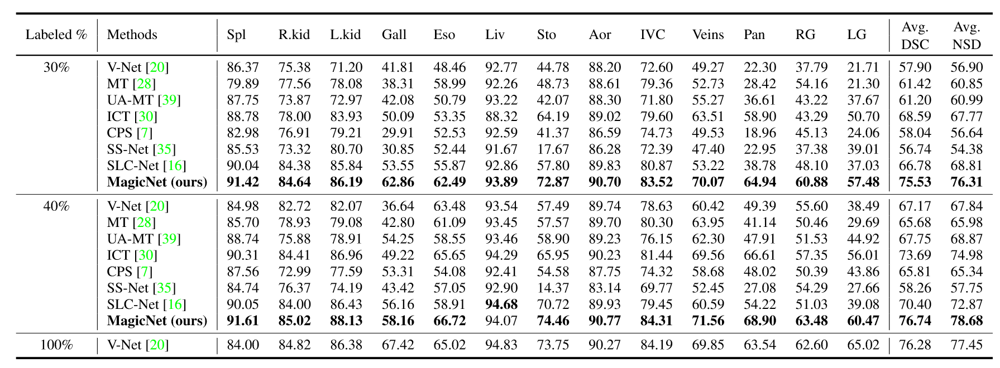 Labeled % Methods Spl R.kid L.kid Gall Eso Liv Sto Aor IVC Veins Pan RG LG Avg. DSC Avg. NSD
30% V-Net [20] 86.37 75.38 71.20 41.81 48.46 92.77 44.78 88.20 72.60 49.27 22.30 37.79 21.71 57.90 56.90
MT [28] 79.89 77.56 78.08 38.31 58.99 92.26 48.73 88.61 79.36 52.73 28.42 54.16 21.30 61.42 60.85
UA-MT [39] 87.75 73.87 72.97 42.08 50.79 93.22 42.07 88.30 71.80 55.27 36.61 43.22 37.67 61.20 60.99
ICT [30] 88.78 78.00 83.93 50.09 53.35 88.32 64.19 89.02 79.60 63.51 58.90 43.29 50.70 68.59 67.77
CPS [7] 82.98 76.91 79.21 29.91 52.53 92.59 41.37 86.59 74.73 49.53 18.96 45.13 24.06 58.04 56.64
SS-Net [35] 85.53 73.32 80.70 30.85 52.44 91.67 17.67 86.28 72.39 47.40 22.95 37.38 39.01 56.74 54.38
SLC-Net [16] 90.04 84.38 85.84 53.55 55.87 92.86 57.80 89.83 80.87 53.22 38.78 48.10 37.03 66.78 68.81
MagicNet (ours) 91.42 84.64 86.19 62.86 62.49 93.89 72.87 90.70 83.52 70.07 64.94 60.88 57.48 75.53 76.31
40% V-Net [20] 84.98 82.72 82.07 36.64 63.48 93.54 57.49 89.74 78.63 60.42 49.39 55.60 38.49 67.17 67.84
MT [28] 85.70 78.93 79.08 42.80 61.09 93.45 57.57 89.70 80.30 63.95 41.14 50.46 29.69 65.68 65.98
UA-MT [39] 88.74 75.88 78.91 54.25 58.55 93.46 58.90 89.23 76.15 62.30 47.91 51.53 44.92 67.75 68.87
ICT [30] 90.31 84.41 86.96 49.22 65.65 94.29 65.95 90.23 81.44 69.56 66.61 57.35 56.01 73.69 74.98
CPS [7] 87.56 72.99 77.59 53.31 54.08 92.41 54.58 87.75 74.32 58.68 48.02 50.39 43.86 65.81 65.34
SS-Net [35] 84.74 76.37 74.19 43.42 57.05 92.90 14.37 83.14 69.77 52.45 27.08 54.29 27.66 58.26 57.75
SLC-Net [16] 90.05 84.00 86.43 56.16 58.91 94.68 70.72 89.93 79.45 60.59 54.22 51.03 39.08 70.40 72.87
MagicNet (ours) 91.61 85.02 88.13 58.16 66.72 94.07 74.46 90.77 84.31 71.56 68.90 63.48 60.47 76.74 78.68
100% V-Net [20] 84.00 84.82 86.38 67.42 65.02 94.83 73.75 90.27 84.19 69.85 63.54 62.60 65.02 76.28 77.45